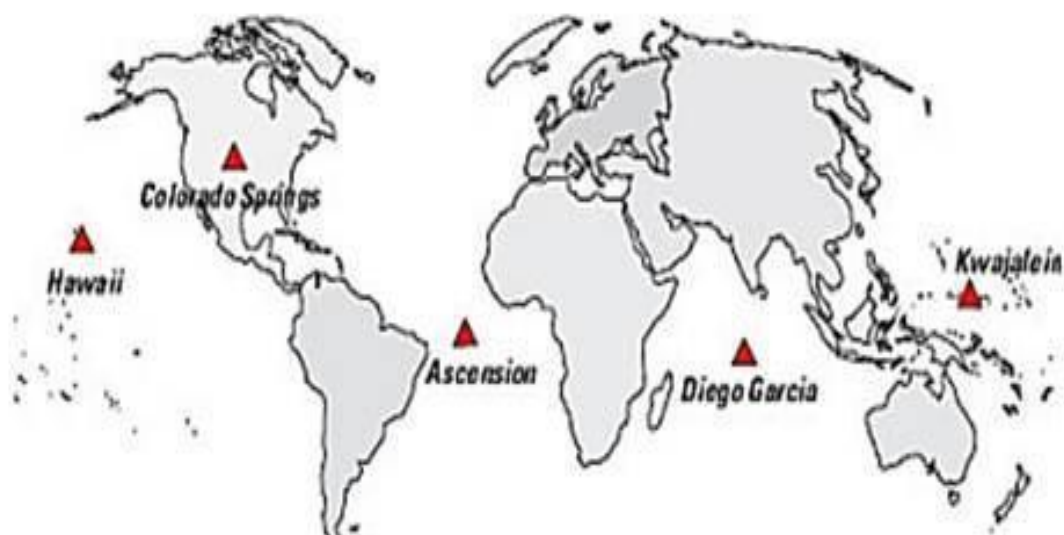 Colorado Springs
Hawaii
Kwajalein
Ascension
Diego Garcia